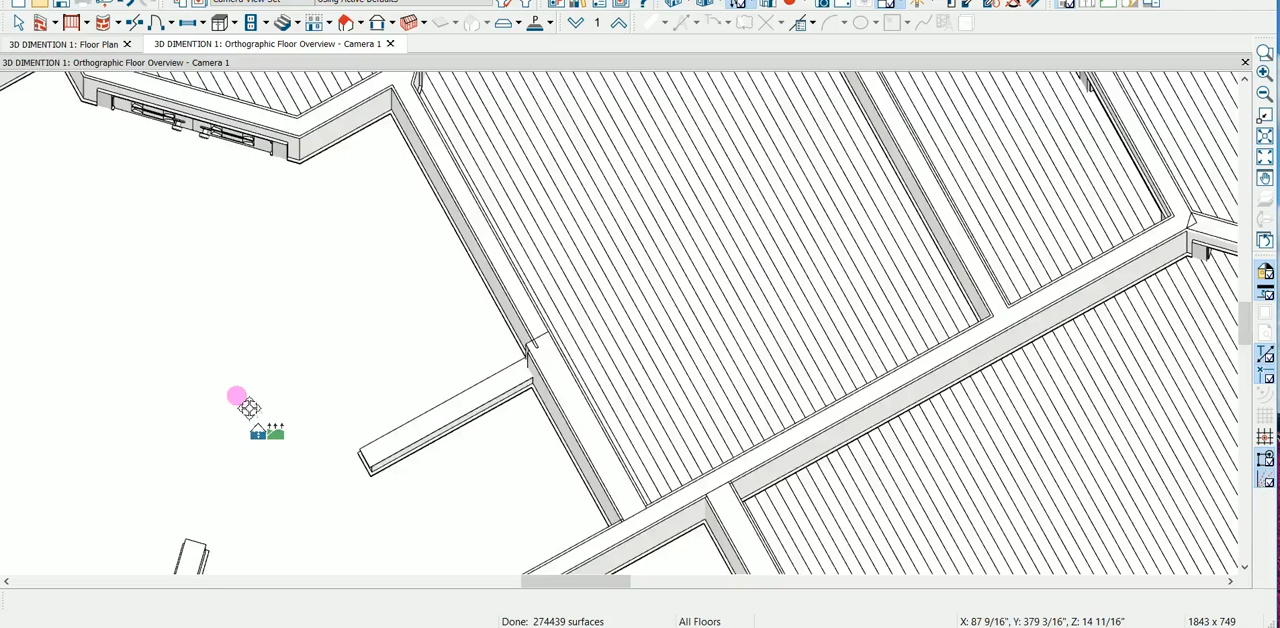 1
3D DIMENTION 1: Floor Plan
3D DIMENTION 1: Orthographic Floor Overview - Camera 1
3D DIMENTION 1: Orthographic Floor Overview - Camera 1
Done: 274439 surfaces
All Floors
X: 87 9/16", Y: 379 3/16", Z: 14 11/16"
1843 x 749